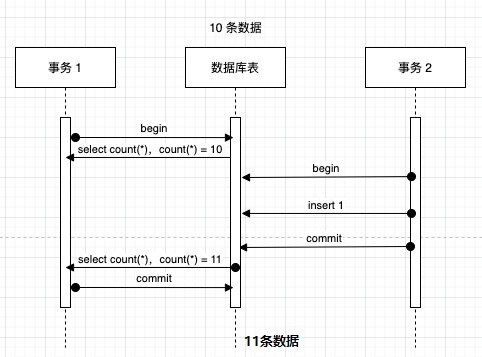 10 条数据
事务 1
数据库表
事务 2
begin
select count(*)，count(*) = 10
begin
insert 1
commit
select count(*)，count(*) = 11
commit
11条数据